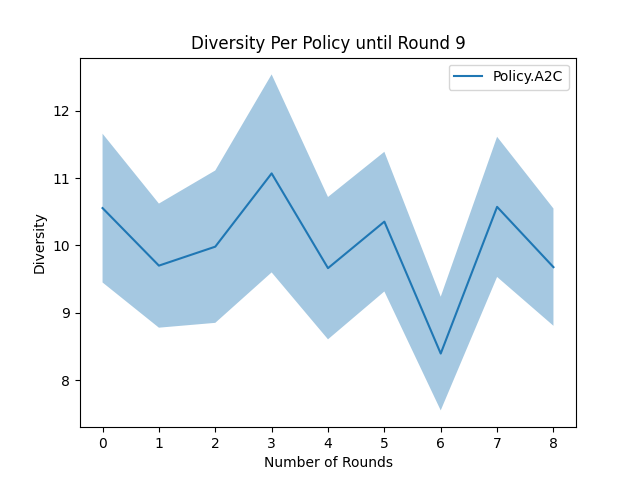 Diversity Per Policy until Round 9
Policy.A2C
Diversity
12
11
10
9
8
0 1 2 3 4 5 6 7 8
Number of Rounds